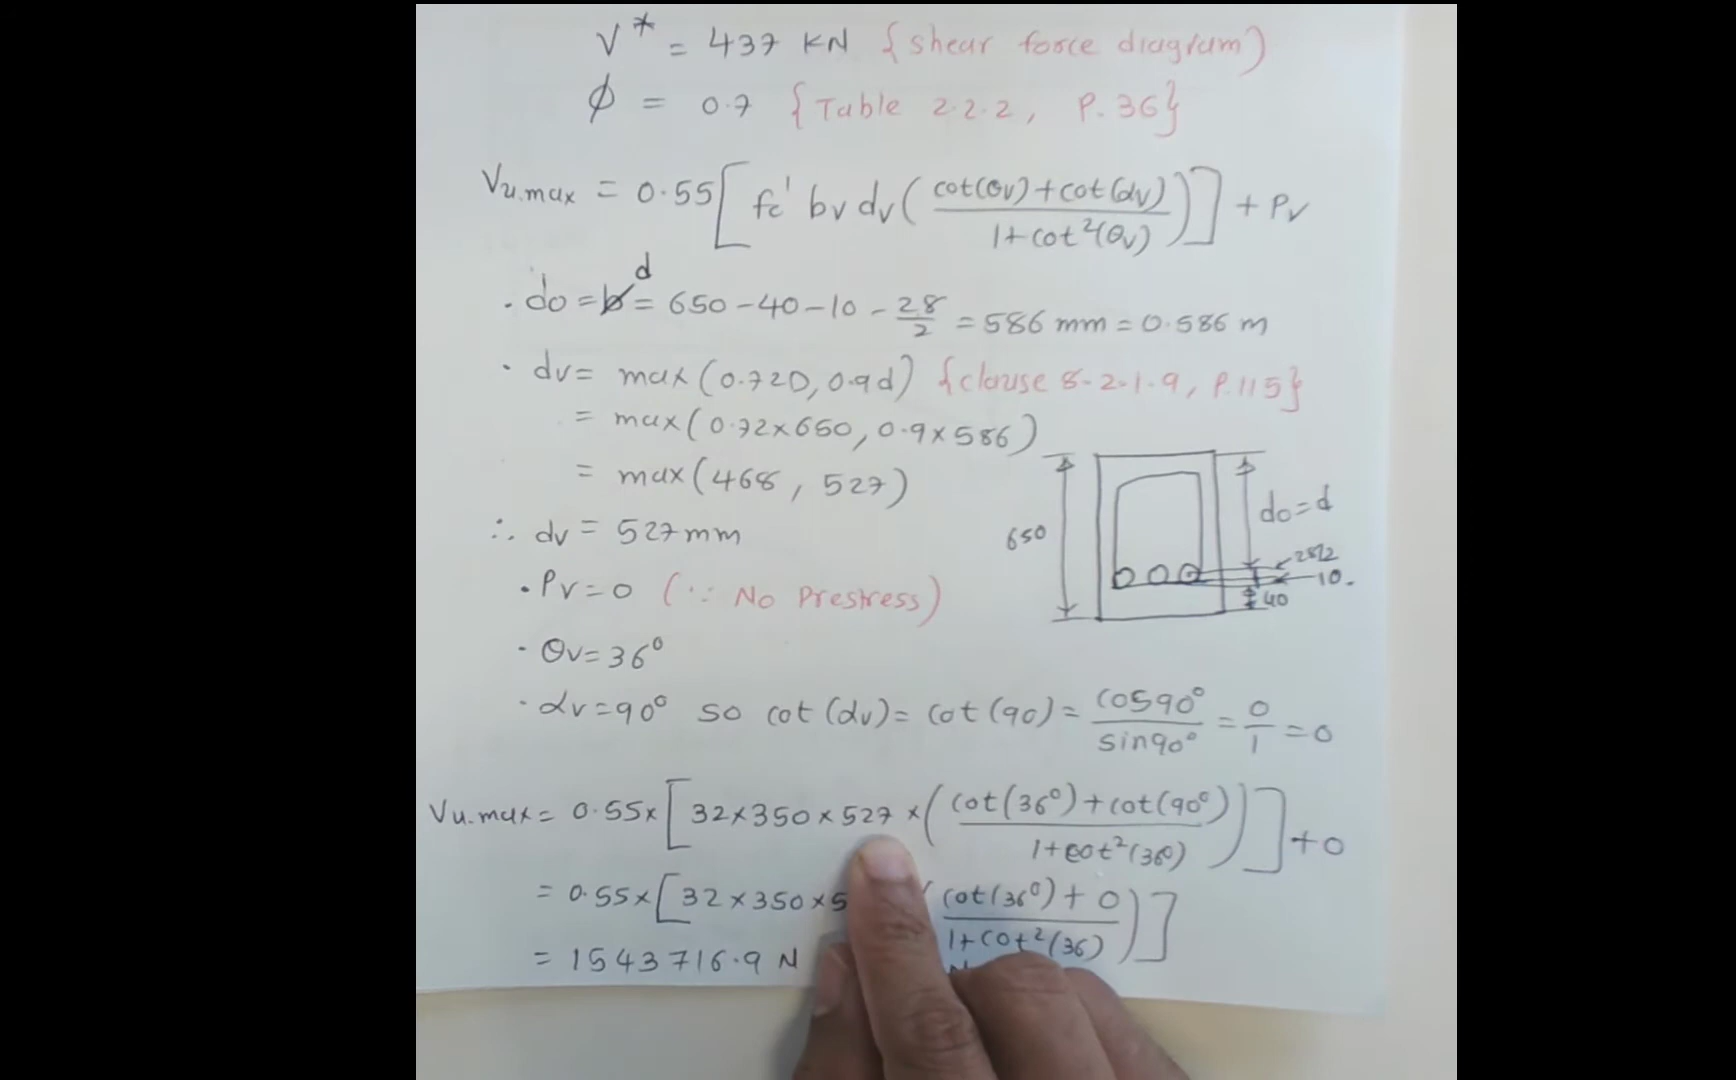 V* = 437 KN {shear force diagram)
ϕ = 0.7 {Table 2.2.2, P.36}
Vu.max = 0.55[fc' bv dv(cot(θv)+cot(αv)/1+cot²(θv))] + Pv
d
. do = b = 650-40-10-28/2 = 586 mm = 0.586 m
· dv = max(0.72D, 0.9d) {clause 8.2.1.9, P.115}
= max(0.72×650, 0.9×586)
= max(468, 527)
∴ dv = 527mm
· Pv=0 (∵ No Prestress)
650
do=d
28/2
10.
40
· θv=36°
· αv=90° so cot(αv)= cot(90)= cos90°/sin90° = 0/1 = 0
Vu.max = 0.55×[32×350×527×(cot(36°)+cot(90°)/1+cot²(36°))]+0
= 0.55×[32×350×5 (cot(36°)+0/1+cot²(36))]
= 1543716.9 N